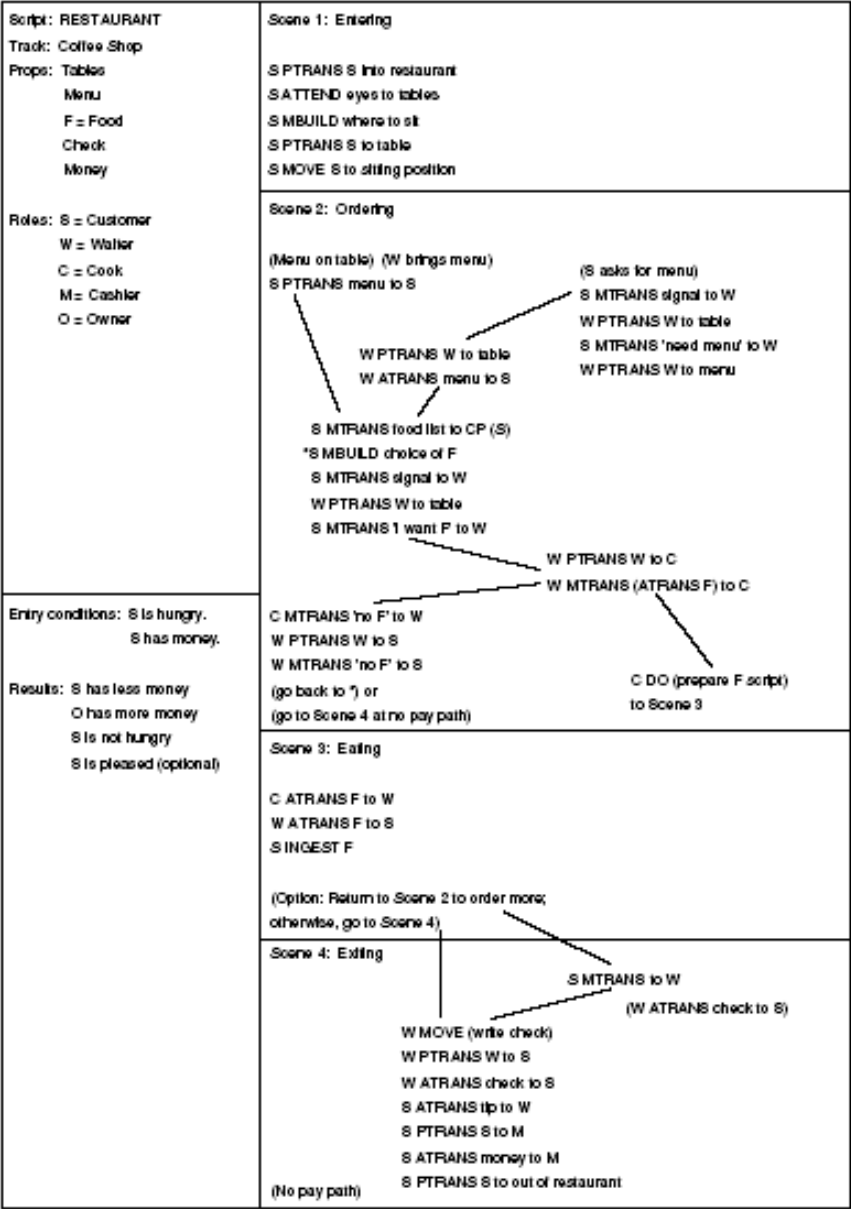 Script: RESTAURANT
Track: Coffee Shop
Props: Tables
Menu
F = Food
Check
Money
Roles: S = Customer
W = Waiter
C = Cook
M = Cashier
O = Owner
Entry conditions: S is hungry.
S has money.
Results: S has less money
O has more money
S is not hungry
S is pleased (optional)
Scene 1: Entering
S PTRANS S into restaurant
S ATTEND eyes to tables
S MBUILD where to sit
S PTRANS S to table
S MOVE S to sitting position
Scene 2: Ordering
(Menu on table) (W brings menu)
S PTRANS menu to S
(S asks for menu)
S MTRANS signal to W
W PTRANS W to table
S MTRANS 'need menu' to W
W PTRANS W to menu
W PTRANS W to table
W ATRANS menu to S
S MTRANS food list to CP (S)
*S MBUILD choice of F
S MTRANS signal to W
W PTRANS W to table
S MTRANS 'I want F' to W
W PTRANS W to C
W MTRANS (ATRANS F) to C
C MTRANS 'no F' to W
W PTRANS W to S
W MTRANS 'no F' to S
(go back to *) or
(go to Scene 4 at no pay path)
C DO (prepare F script)
to Scene 3
Scene 3: Eating
C ATRANS F to W
W ATRANS F to S
S INGEST F
(Option: Return to Scene 2 to order more;
otherwise, go to Scene 4)
Scene 4: Exiting
S MTRANS to W
(W ATRANS check to S)
W MOVE (write check)
W PTRANS W to S
W ATRANS check to S
S ATRANS tip to W
S PTRANS S to M
S ATRANS money to M
(No pay path) S PTRANS S to out of restaurant